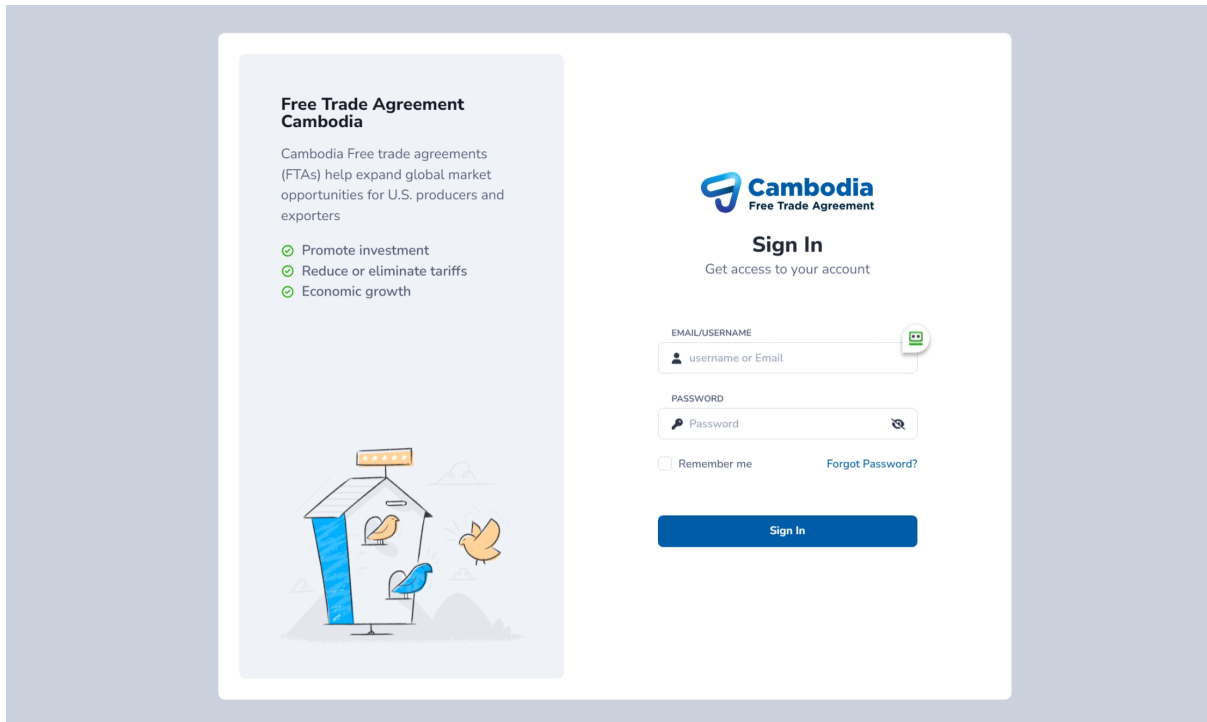 Free Trade Agreement
Cambodia
Cambodia Free trade agreements
(FTAs) help expand global market
opportunities for U.S. producers and
exporters
Promote investment
Reduce or eliminate tariffs
Economic growth
Cambodia
Free Trade Agreement
Sign In
Get access to your account
EMAIL/USERNAME
username or Email
PASSWORD
Password
Remember me
Forgot Password?
Sign In